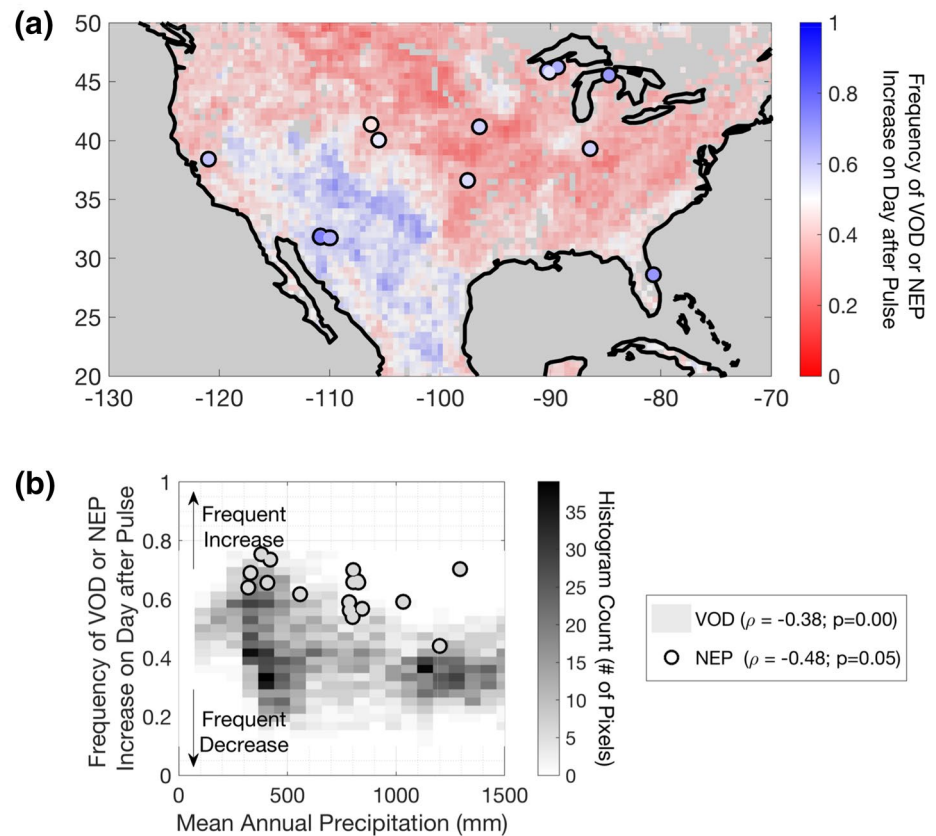 (a)
50
45
40
35
30
25
20
-130
-120
-110
-100
-90
-80
-70
1
0.8
0.6
0.4
0.2
0
Frequency of VOD or NEP
Increase on Day after Pulse
(b)
Frequency of VOD or NEP
Increase on Day after Pulse
1
0.8
0.6
0.4
0.2
0
Frequent
Increase
Frequent
Decrease
0
500
1000
1500
Mean Annual Precipitation (mm)
35
30
25
20
15
10
5
0
Histogram Count (# of Pixels)
VOD (ρ = -0.38; p=0.00)
NEP (ρ = -0.48; p=0.05)